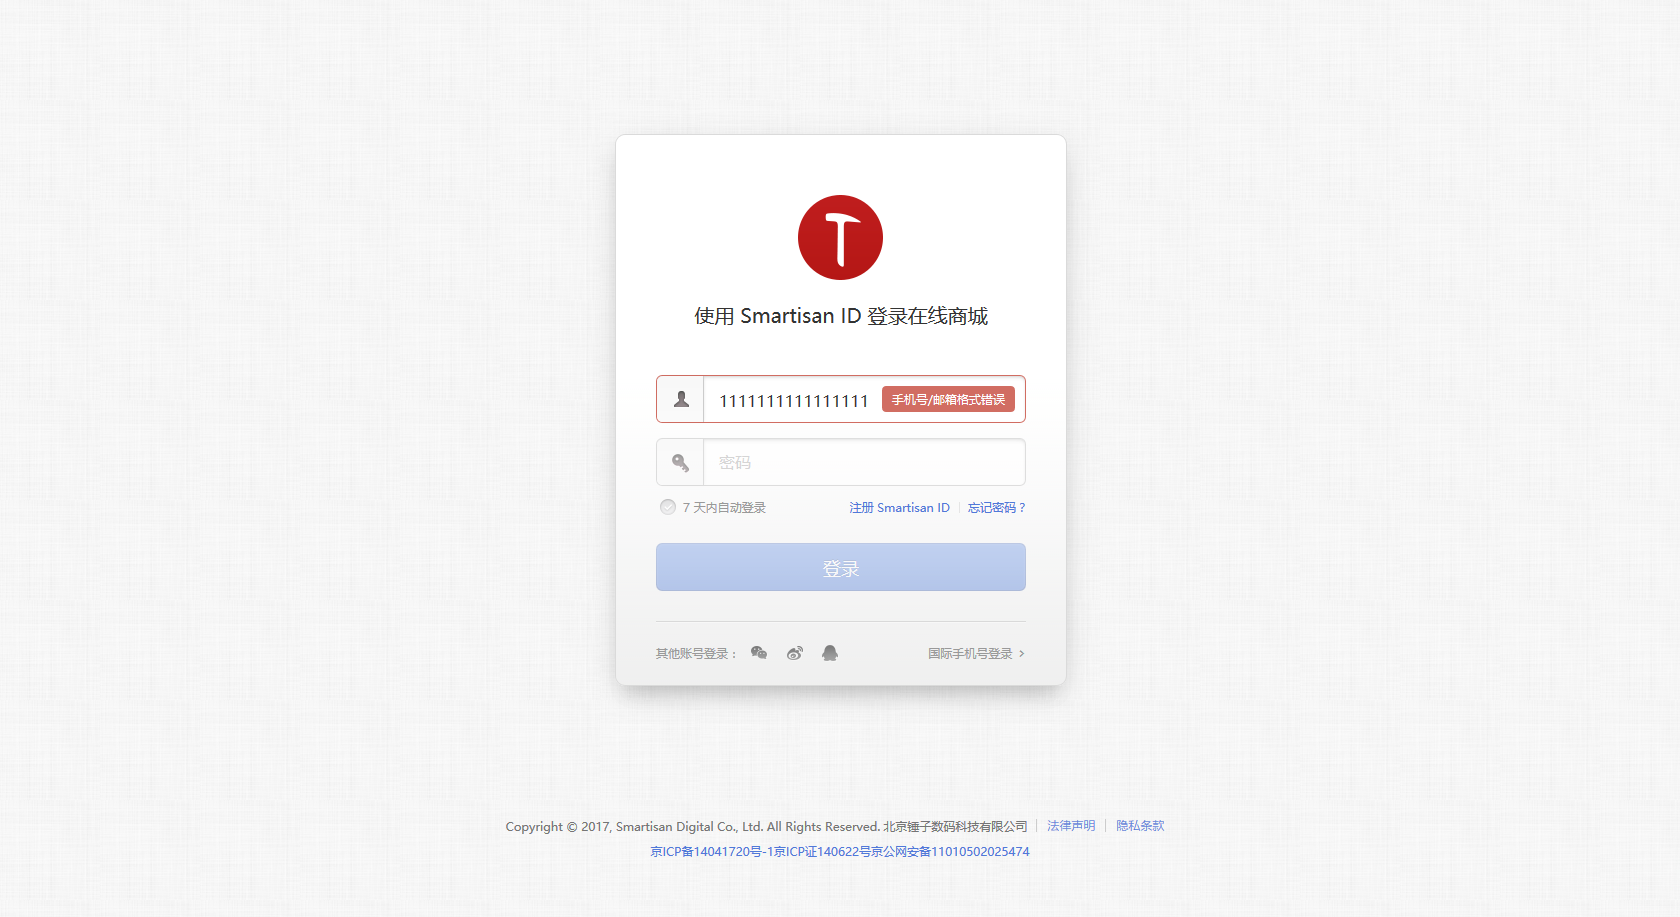 使用 Smartisan ID 登录在线商城
1111111111111111 手机号/邮箱格式错误
密码
7 天内自动登录 注册 Smartisan ID 忘记密码 ?
登录
其他账号登录 : 国际手机号登录 >
Copyright © 2017, Smartisan Digital Co., Ltd. All Rights Reserved. 北京锤子数码科技有限公司 法律声明 隐私条款
京ICP备14041720号-1京ICP证140622号京公网安备11010502025474